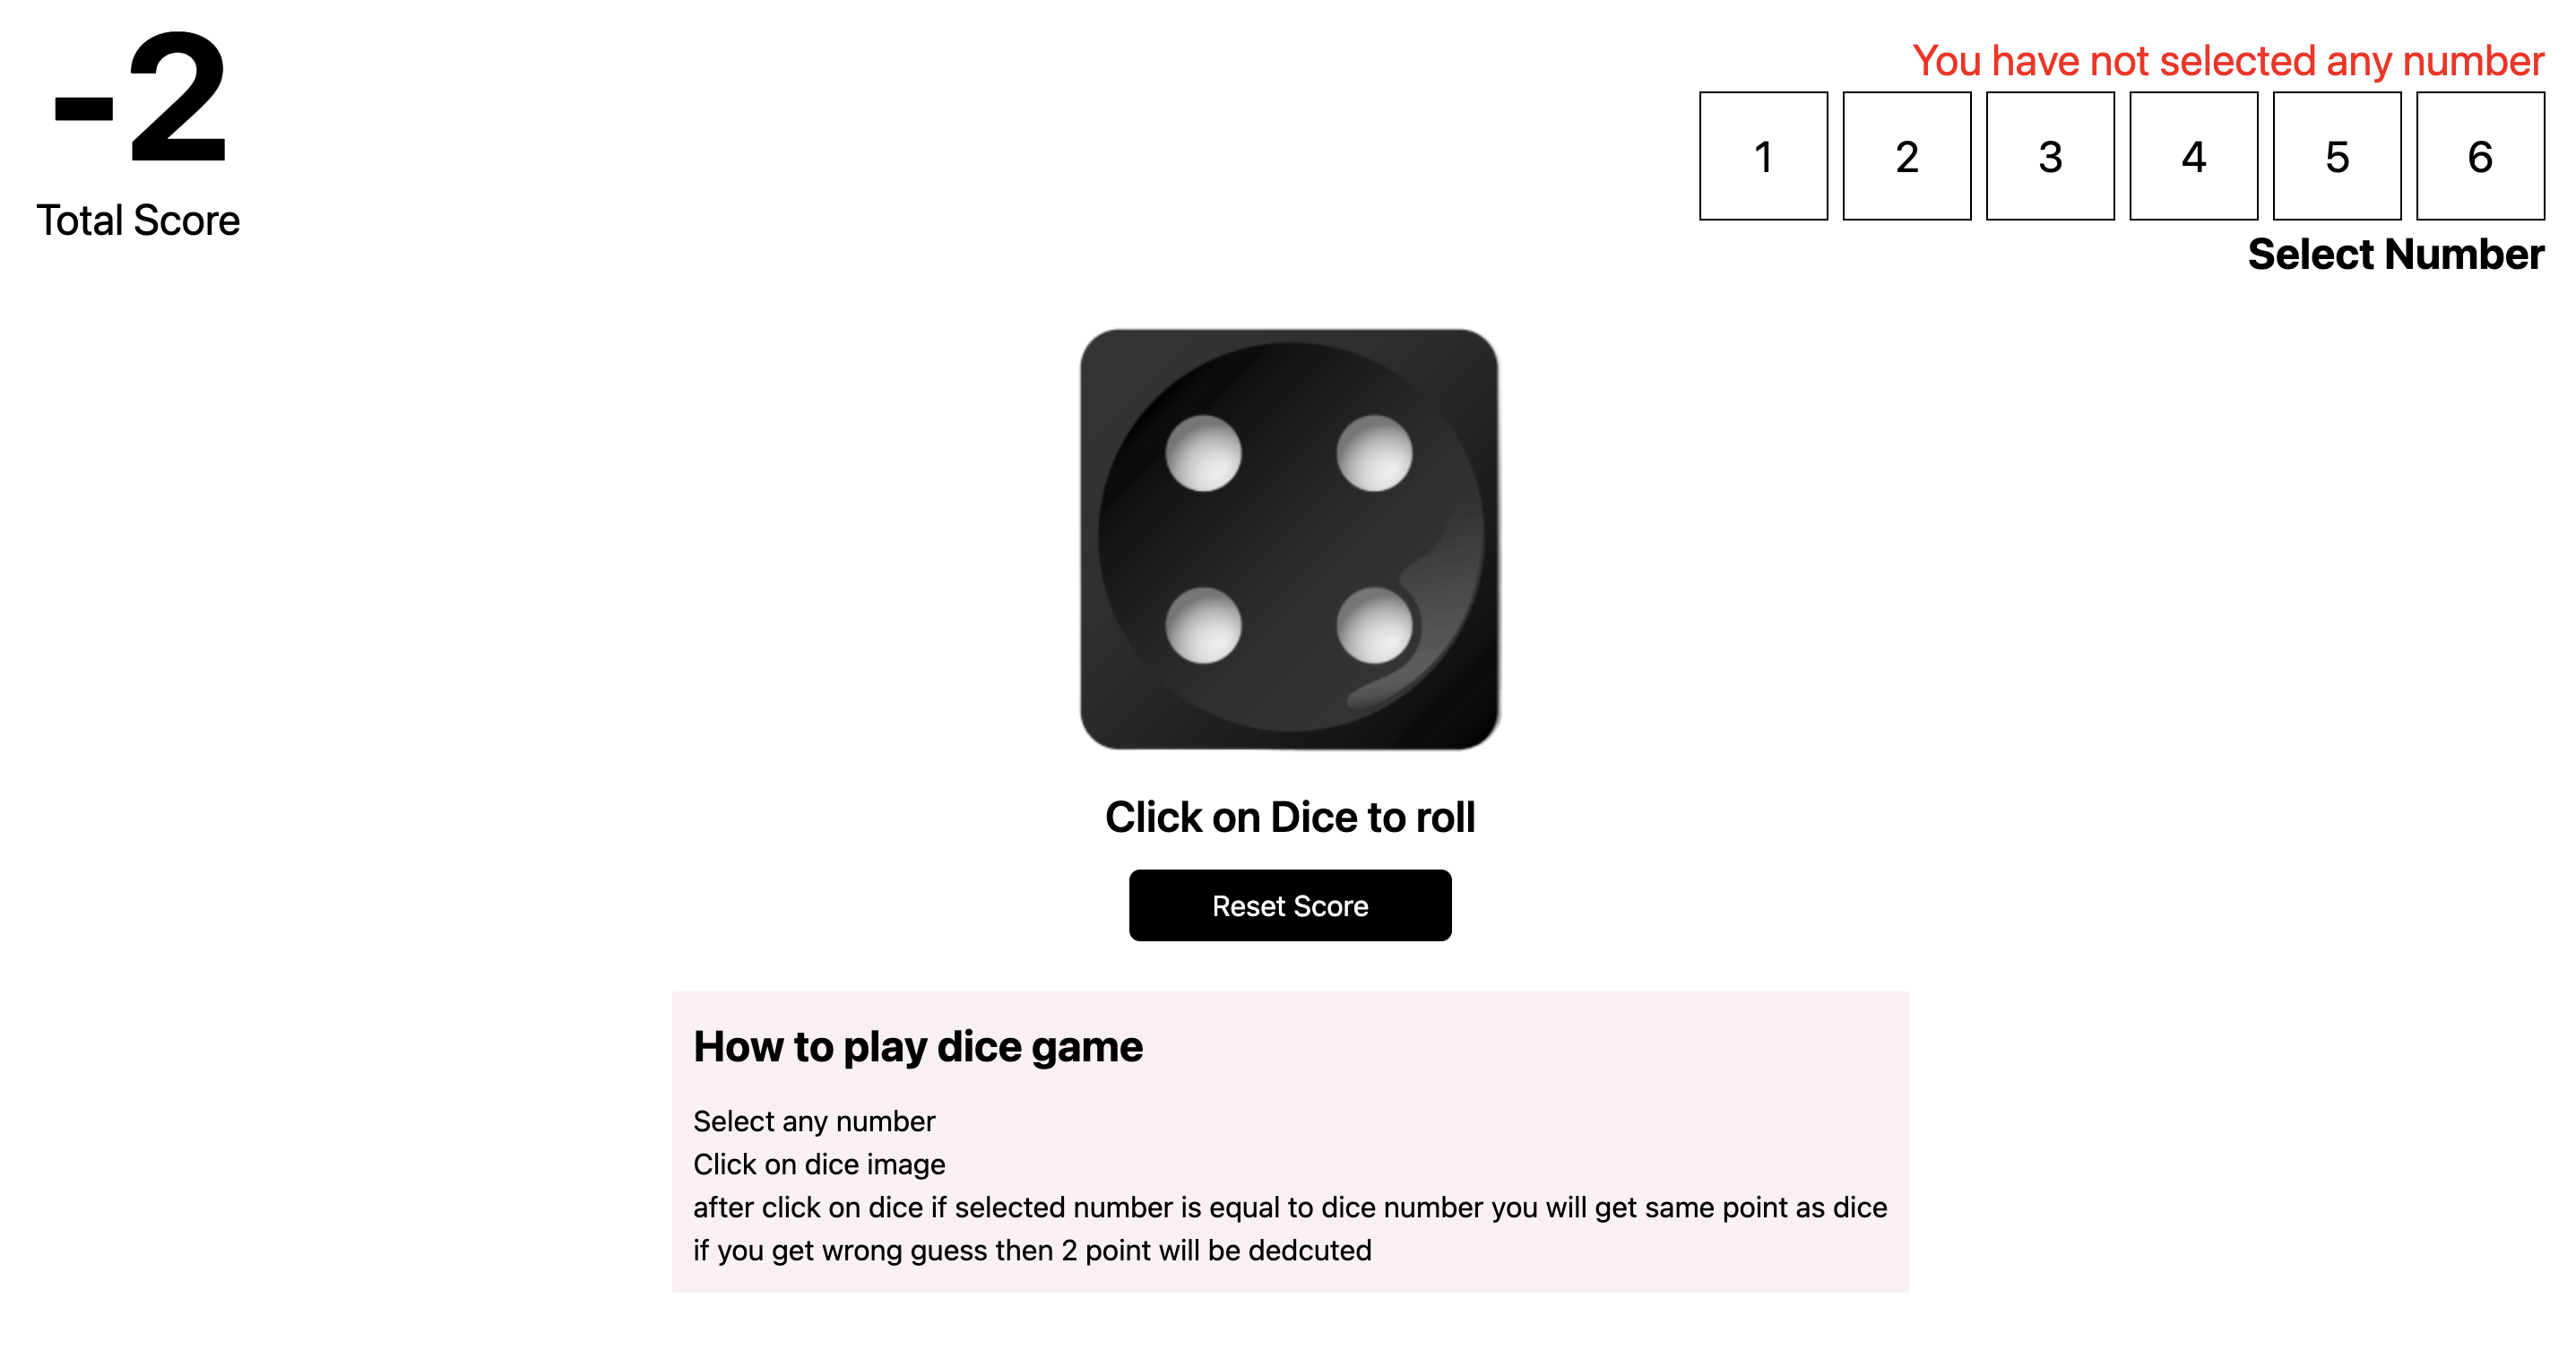 -2
Total Score
You have not selected any number
1 2 3 4 5 6
Select Number
Click on Dice to roll
Reset Score
How to play dice game
Select any number
Click on dice image
after click on dice if selected number is equal to dice number you will get same point as dice
if you get wrong guess then 2 point will be dedcuted